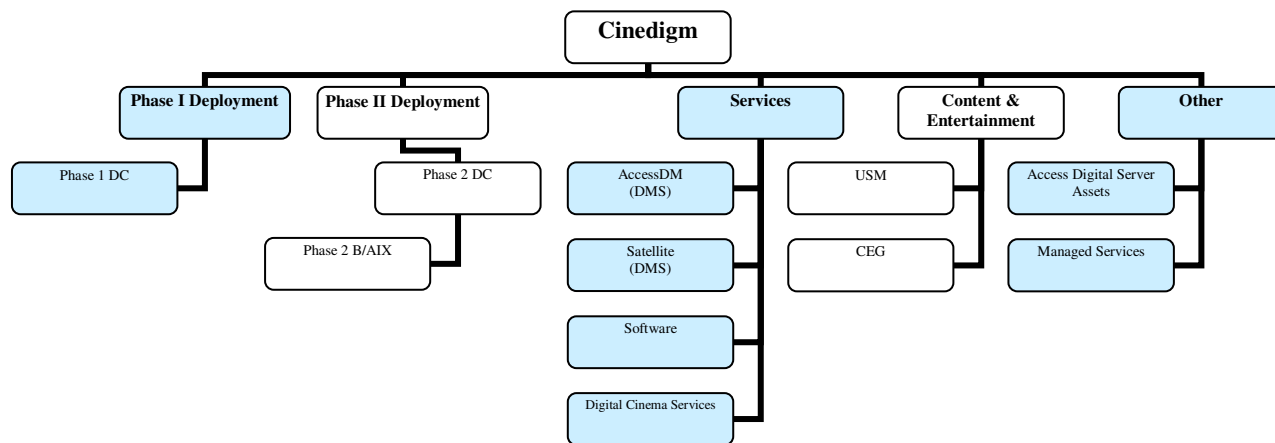 Cinedigm
Phase I Deployment
Phase II Deployment
Services
Content &
Entertainment
Other
Phase 1 DC
Phase 2 DC
AccessDM
(DMS)
USM
Access Digital Server
Assets
Phase 2 B/AIX
Satellite
(DMS)
CEG
Managed Services
Software
Digital Cinema Services